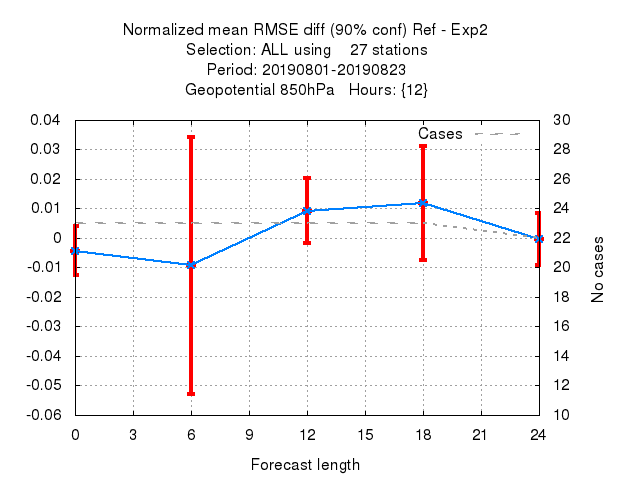 Normalized mean RMSE diff (90% conf) Ref - Exp2
Selection: ALL using    27 stations
Period: 20190801-20190823
Geopotential 850hPa   Hours: {12}
Cases
0.04
0.03
0.02
0.01
0
-0.01
-0.02
-0.03
-0.04
-0.05
-0.06
30
28
26
24
22
20
18
16
14
12
10
No cases
0 3 6 9 12 15 18 21 24
Forecast length